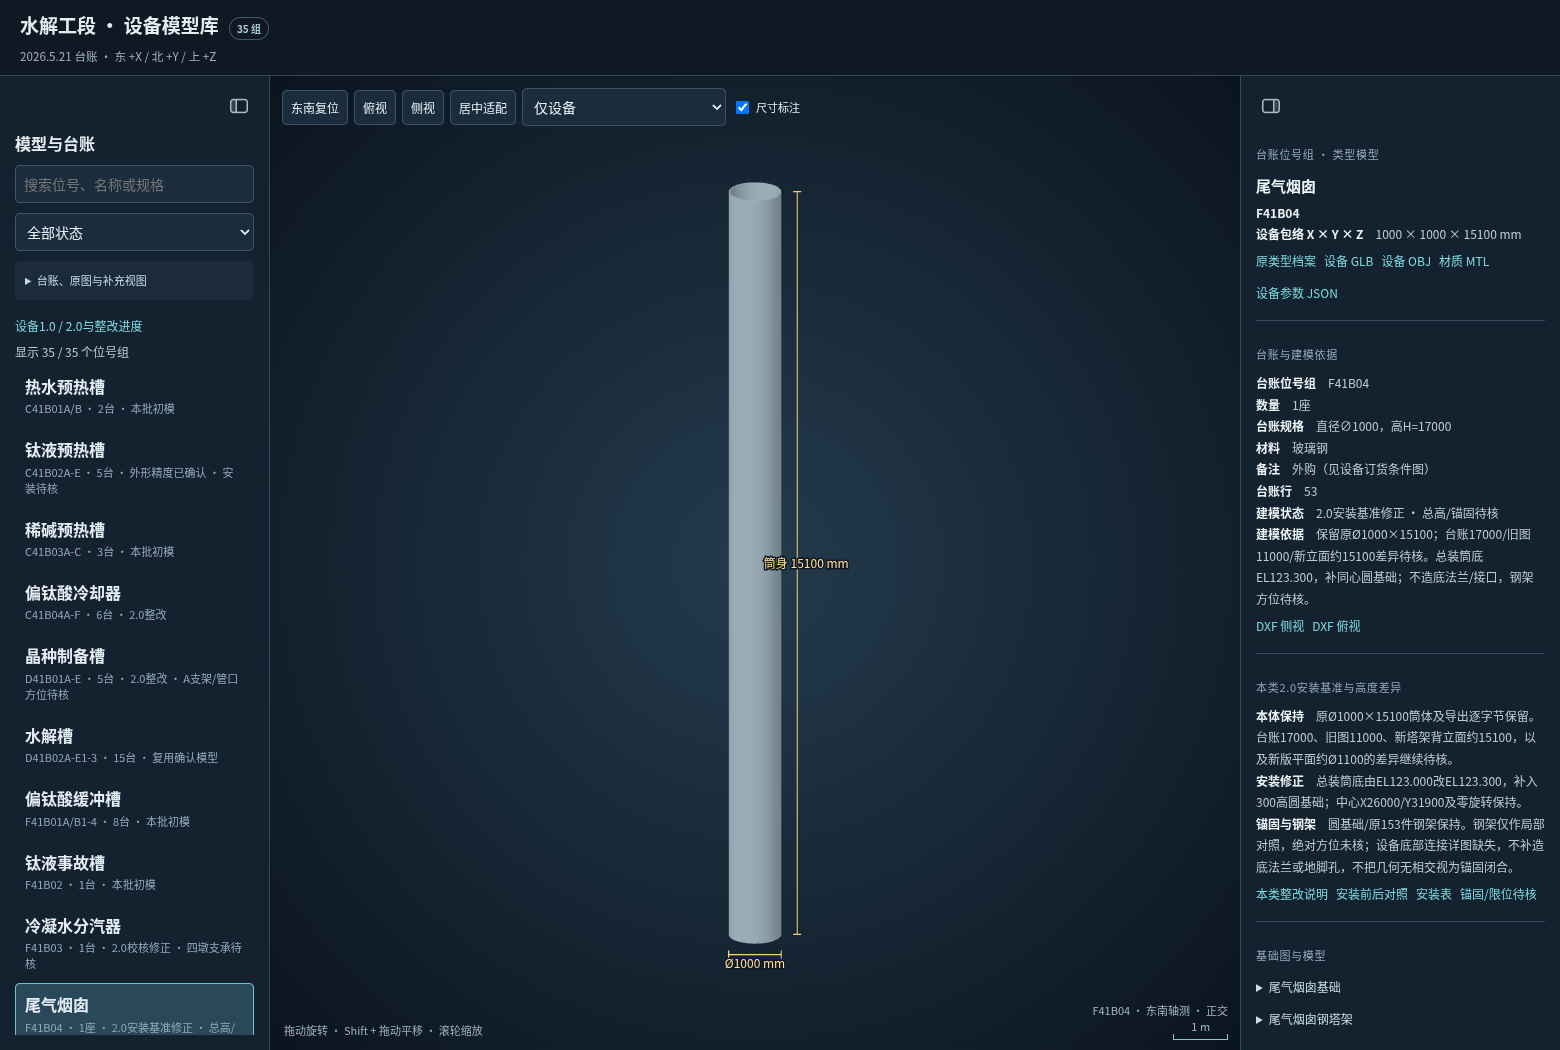 水解工段 · 设备模型库 35 组
2026.5.21 台账 · 东 +X / 北 +Y / 上 +Z
模型与台账
搜索位号、名称或规格
全部状态
▶ 台账、原图与补充视图
设备1.0 / 2.0与整改进度
显示 35 / 35 个位号组
热水预热槽
C41B01A/B · 2台 · 本批初模
钛液预热槽
C41B02A-E · 5台 · 外形精度已确认 · 安
装待核
稀碱预热槽
C41B03A-C · 3台 · 本批初模
偏钛酸冷却器
C41B04A-F · 6台 · 2.0整改
晶种制备槽
D41B01A-E · 5台 · 2.0整改 · A支架/管口
方位待核
水解槽
D41B02A-E1-3 · 15台 · 复用确认模型
偏钛酸缓冲槽
F41B01A/B1-4 · 8台 · 本批初模
钛液事故槽
F41B02 · 1台 · 本批初模
冷凝水分汽器
F41B03 · 1台 · 2.0校核修正 · 四墩支承待
核
尾气烟囱
F41B04 · 1座 · 2.0安装基准修正 · 总高/
东南复位 俯视 侧视 居中适配 仅设备 尺寸标注
筒身 15100 mm
Ø1000 mm
拖动旋转 · Shift + 拖动平移 · 滚轮缩放
F41B04 · 东南轴测 · 正交
1 m
台账位号组 · 类型模型
尾气烟囱
F41B04
设备包络 X × Y × Z 1000 × 1000 × 15100 mm
原类型档案 设备 GLB 设备 OBJ 材质 MTL
设备参数 JSON
台账与建模依据
台账位号组 F41B04
数量 1座
台账规格 直径∅1000，高H=17000
材料 玻璃钢
备注 外购（见设备订货条件图）
台账行 53
建模状态 2.0安装基准修正 · 总高/锚固待核
建模依据 保留原Ø1000×15100；台账17000/旧图
11000/新立面约15100差异待核。总装筒底
EL123.300，补同心圆基础；不造底法兰/接口，钢架
方位待核。
DXF 侧视 DXF 俯视
本类2.0安装基准与高度差异
本体保持 原Ø1000×15100筒体及导出逐字节保留。
台账17000、旧图11000、新塔架背立面约15100，以
及新版平面约Ø1100的差异继续待核。
安装修正 总装筒底由EL123.000改EL123.300，补入
300高圆基础；中心X26000/Y31900及零旋转保持。
锚固与钢架 圆基础/原153件钢架保持。钢架仅作局部
对照，绝对方位未核；设备底部连接详图缺失，不补造
底法兰或地脚孔，不把几何无相交视为锚固闭合。
本类整改说明 安装前后对照 安装表 锚固/限位待核
基础图与模型
▶ 尾气烟囱基础
▶ 尾气烟囱钢塔架